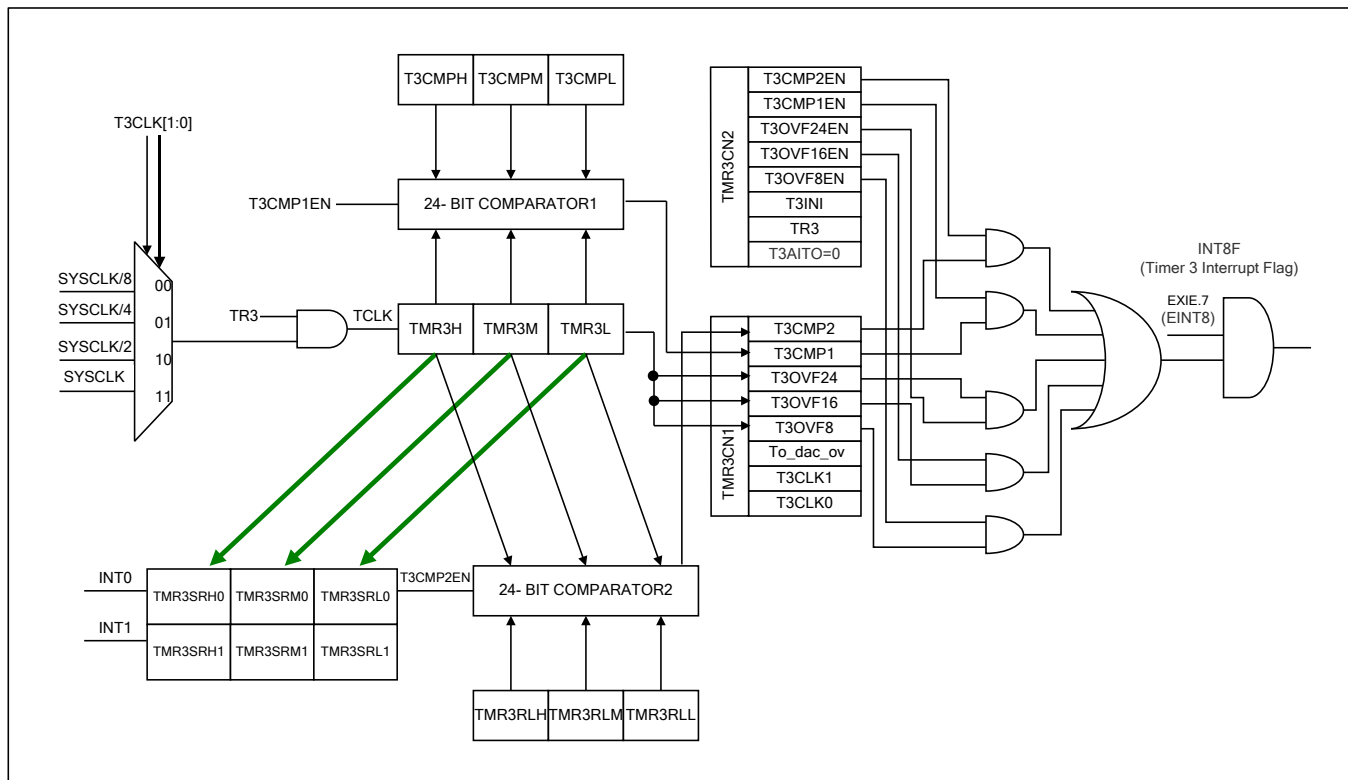 T3CMPH T3CMPM T3CMPL
T3CLK[1:0]
T3CMP1EN
24- BIT COMPARATOR1
SYSCLK/8
00
SYSCLK/4
01
SYSCLK/2
10
SYSCLK
11
TR3
TCLK
TMR3H TMR3M TMR3L
INT0
TMR3SRH0 TMR3SRM0 TMR3SRL0
INT1
TMR3SRH1 TMR3SRM1 TMR3SRL1
T3CMP2EN
24- BIT COMPARATOR2
TMR3RLH TMR3RLM TMR3RLL
TMR3CN2
T3CMP2EN
T3CMP1EN
T3OVF24EN
T3OVF16EN
T3OVF8EN
T3INI
TR3
T3AITO=0
TMR3CN1
T3CMP2
T3CMP1
T3OVF24
T3OVF16
T3OVF8
To_dac_ov
T3CLK1
T3CLK0
INT8F
(Timer 3 Interrupt Flag)
EXIE.7
(EINT8)